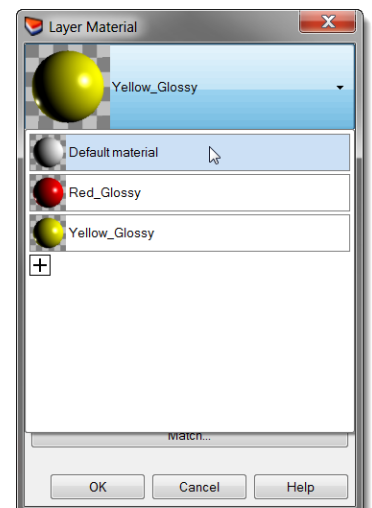 Layer Material
Yellow_Glossy
Default material
Red_Glossy
Yellow_Glossy
Match...
OK
Cancel
Help